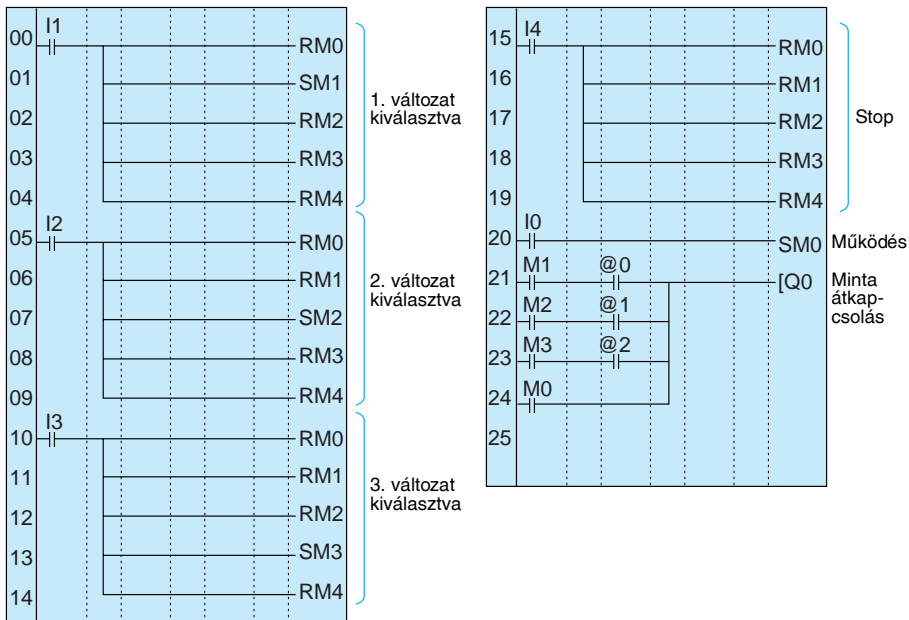 I1
00 RM0
01 SM1
02 RM2
03 RM3
04 RM4
1. változat
kiválasztva
I2
05 RM0
06 RM1
07 SM2
08 RM3
09 RM4
2. változat
kiválasztva
I3
10 RM0
11 RM1
12 RM2
13 SM3
14 RM4
3. változat
kiválasztva
I4
15 RM0
16 RM1
17 RM2
18 RM3
19 RM4
Stop
I0
20 SM0 Működés
21 M1 @0 [Q0
22 M2 @1
23 M3 @2
24 M0
25
Minta
átkap-
csolás